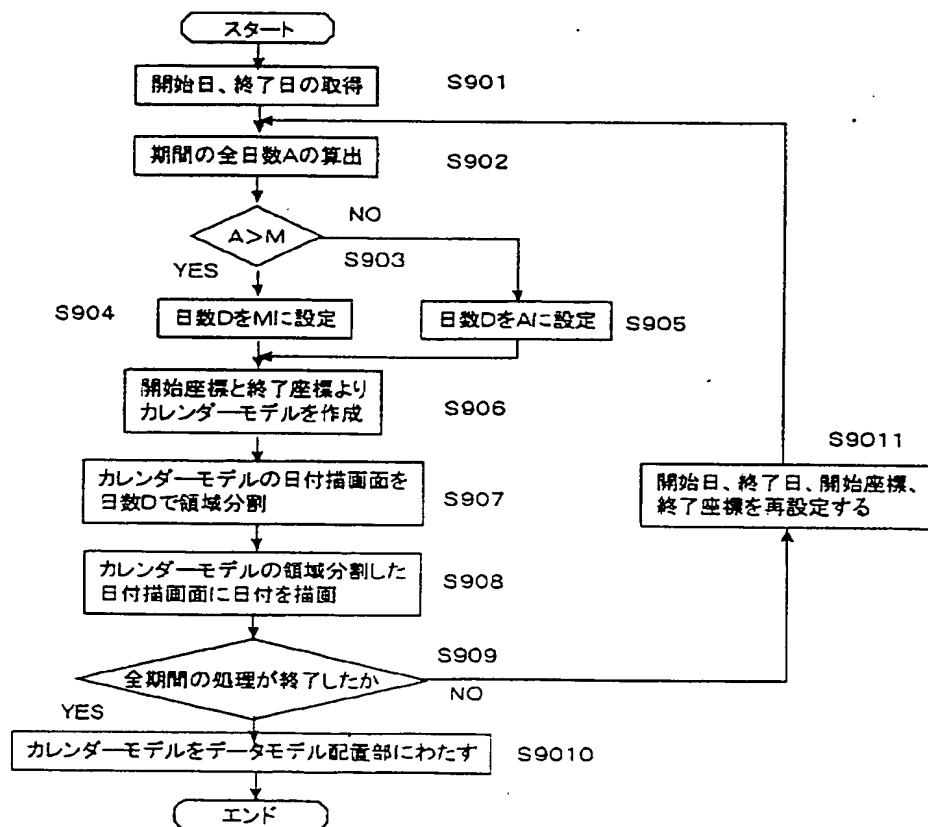 スタート
開始日、終了日の取得
S901
期間の全日数Aの算出
S902
A>M
NO
S903
YES
S904
日数DをMに設定
日数DをAに設定
S905
開始座標と終了座標より
カレンダーモデルを作成
S906
カレンダーモデルの日付描画面を
日数Dで領域分割
S907
S9011
開始日、終了日、開始座標、
終了座標を再設定する
カレンダーモデルの領域分割した
日付描画面に日付を描画
S908
全期間の処理が終了したか
S909
NO
YES
カレンダーモデルをデータモデル配置部にわたす
S9010
エンド